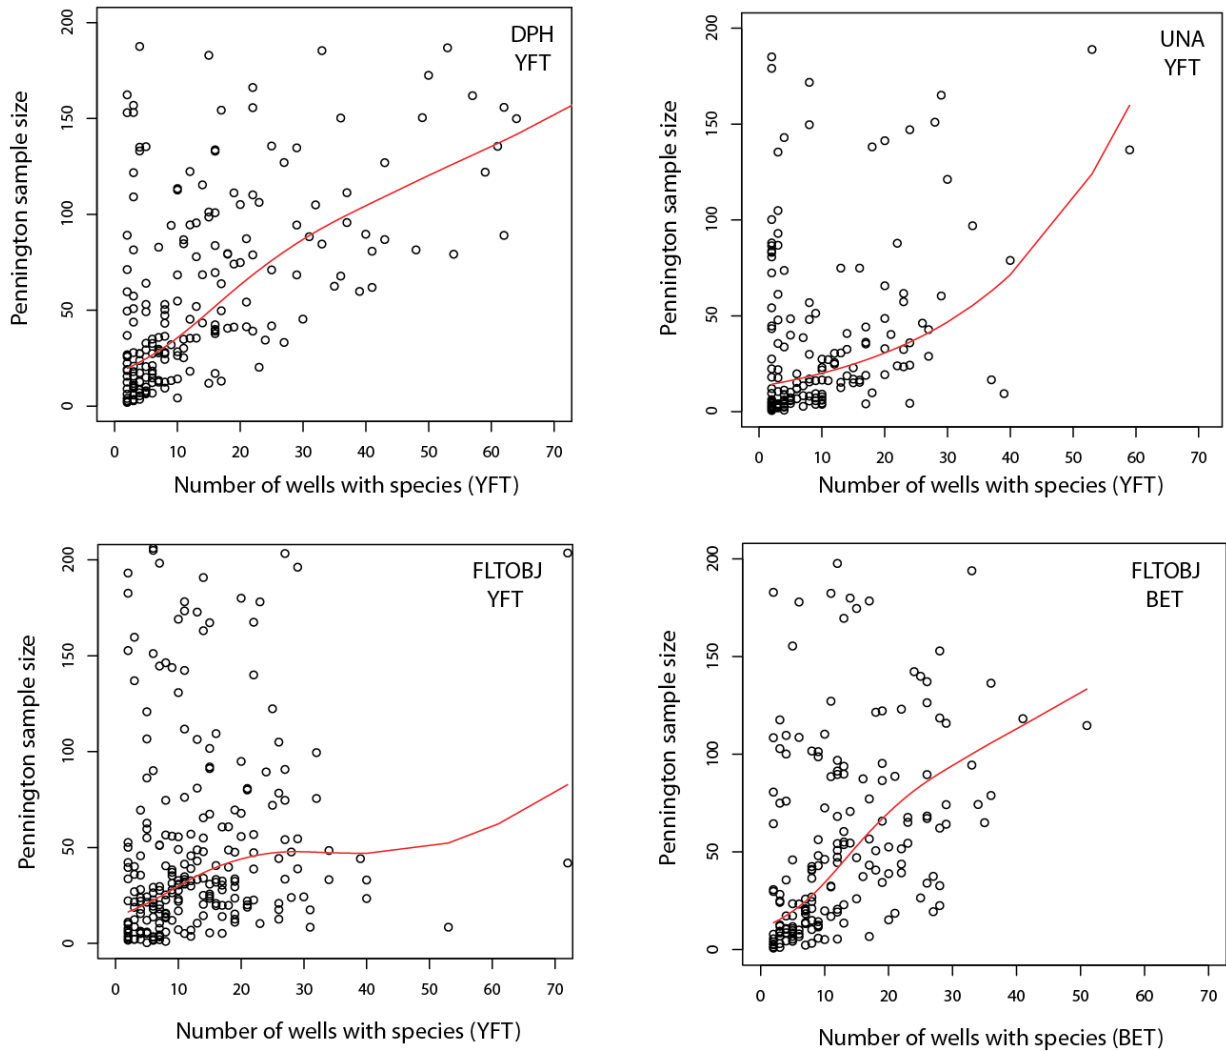 DPH
YFT
Pennington sample size
200
150
100
50
0
0 10 20 30 40 50 60 70
Number of wells with species (YFT)
UNA
YFT
Pennington sample size
200
150
100
50
0
0 10 20 30 40 50 60 70
Number of wells with species (YFT)
FLTOBJ
YFT
Pennington sample size
200
150
100
50
0
0 10 20 30 40 50 60 70
Number of wells with species (YFT)
FLTOBJ
BET
Pennington sample size
200
150
100
50
0
0 10 20 30 40 50 60 70
Number of wells with species (BET)